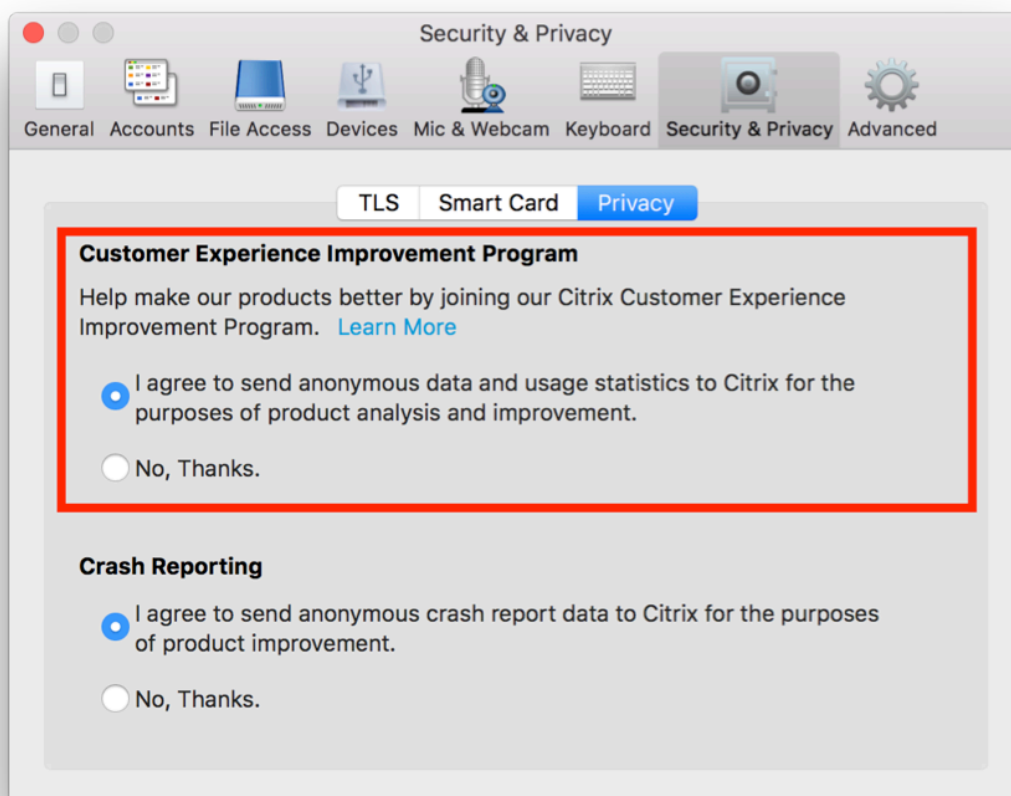 Security & Privacy
General Accounts File Access Devices Mic & Webcam Keyboard Security & Privacy Advanced
TLS Smart Card Privacy
Customer Experience Improvement Program
Help make our products better by joining our Citrix Customer Experience
Improvement Program. Learn More
I agree to send anonymous data and usage statistics to Citrix for the
purposes of product analysis and improvement.
No, Thanks.
Crash Reporting
I agree to send anonymous crash report data to Citrix for the purposes
of product improvement.
No, Thanks.